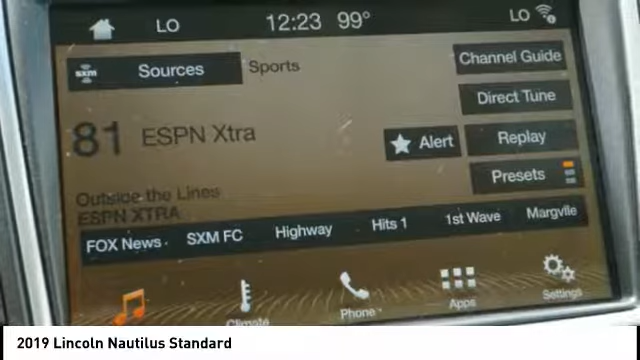 LO 12:23 99° LO
SXM Sources Sports Channel Guide
Direct Tune
81 ESPN Xtra
Alert Replay
Presets
Outside the Lines
ESPN XTRA
FOX News SXM FC Highway Hits 1 1st Wave Margvlle
Climate Phone Apps Settings
2019 Lincoln Nautilus Standard